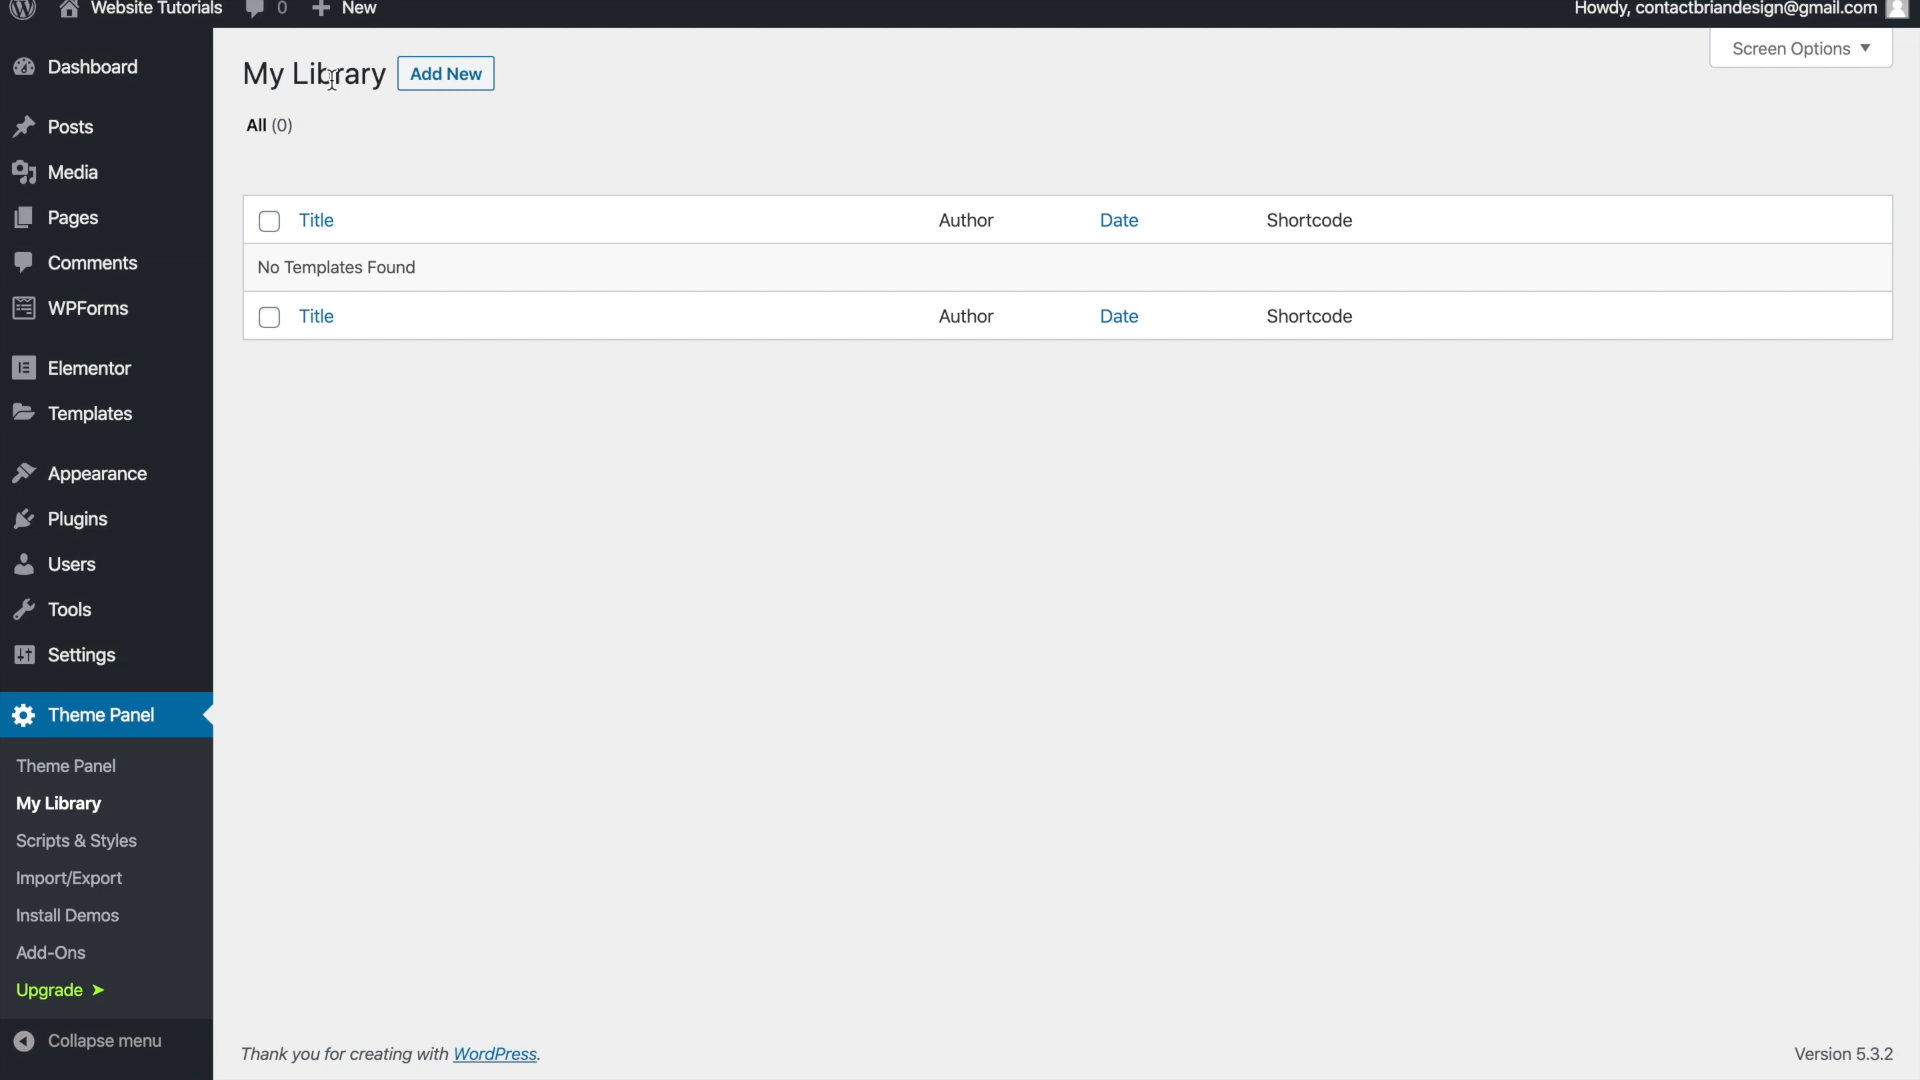 Website Tutorials 0 New Howdy, contactbriandesign@gmail.com
Screen Options
My Library Add New
All (0)
Title Author Date Shortcode
No Templates Found
Title Author Date Shortcode
Dashboard
Posts
Media
Pages
Comments
WPForms
Elementor
Templates
Appearance
Plugins
Users
Tools
Settings
Theme Panel
Theme Panel
My Library
Scripts & Styles
Import/Export
Install Demos
Add-Ons
Upgrade ➤
Collapse menu
Thank you for creating with WordPress. Version 5.3.2